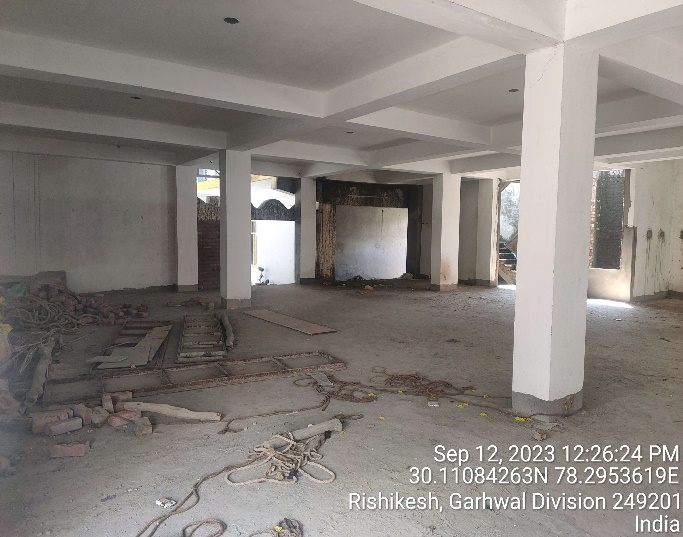 Sep 12, 2023 12:26:24 PM
30.11084263N 78.2953619E
Rishikesh, Garhwal Division 249201
India